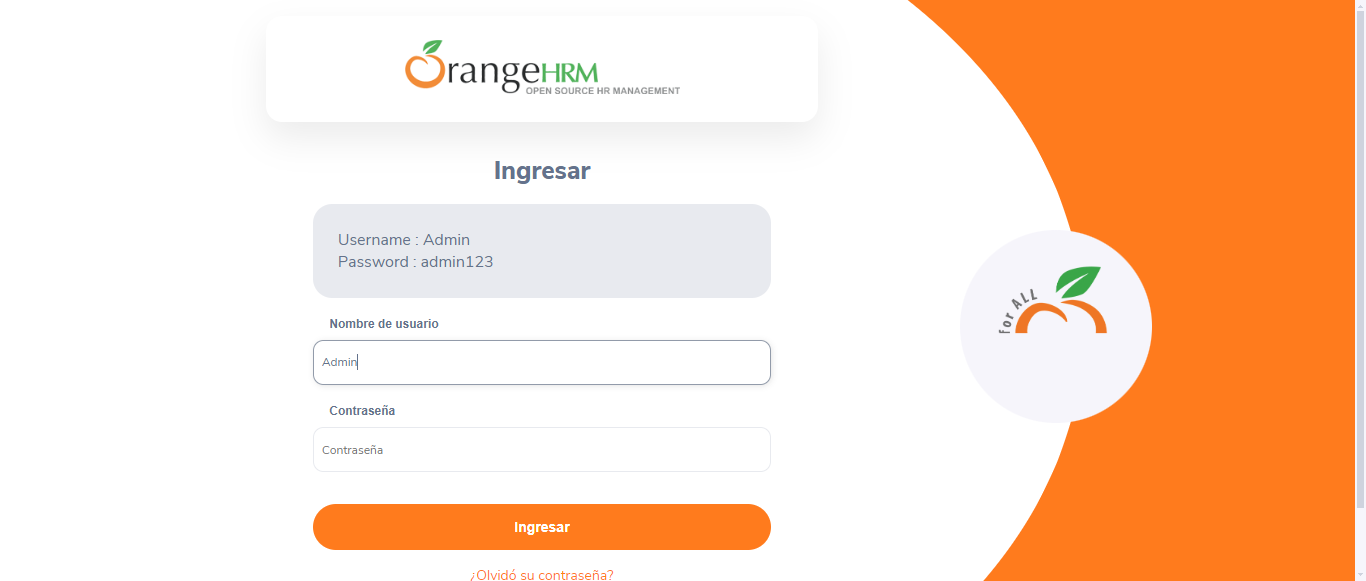 OrangeHRM
OPEN SOURCE HR MANAGEMENT
Ingresar
Username : Admin
Password : admin123
Nombre de usuario
Admin
Contraseña
Contraseña
Ingresar
¿Olvidó su contraseña?
for ALL